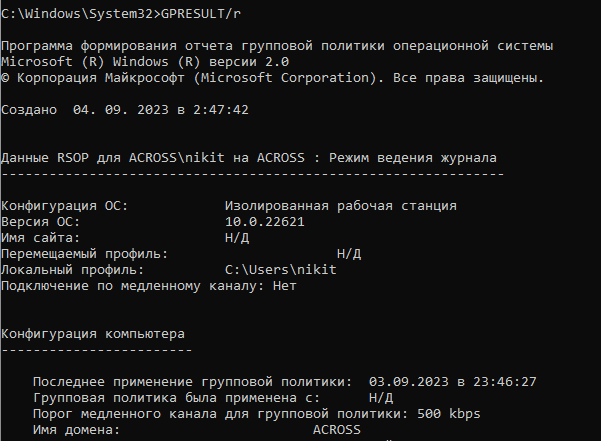 C:\Windows\System32>GPRESULT/r
Программа формирования отчета групповой политики операционной системы
Microsoft (R) Windows (R) версии 2.0
© Корпорация Майкрософт (Microsoft Corporation). Все права защищены.
Создано  04. 09. 2023 в 2:47:42
Данные RSOP для ACROSS\nikit на ACROSS : Режим ведения журнала
---------------------------------------------------------------
Конфигурация ОС:            Изолированная рабочая станция
Версия ОС:                  10.0.22621
Имя сайта:                  Н/Д
Перемещаемый профиль:                     Н/Д
Локальный профиль:          C:\Users\nikit
Подключение по медленному каналу: Нет
Конфигурация компьютера
------------------------
Последнее применение групповой политики:  03.09.2023 в 23:46:27
Групповая политика была применена с:      Н/Д
Порог медленного канала для групповой политики: 500 kbps
Имя домена:                        ACROSS